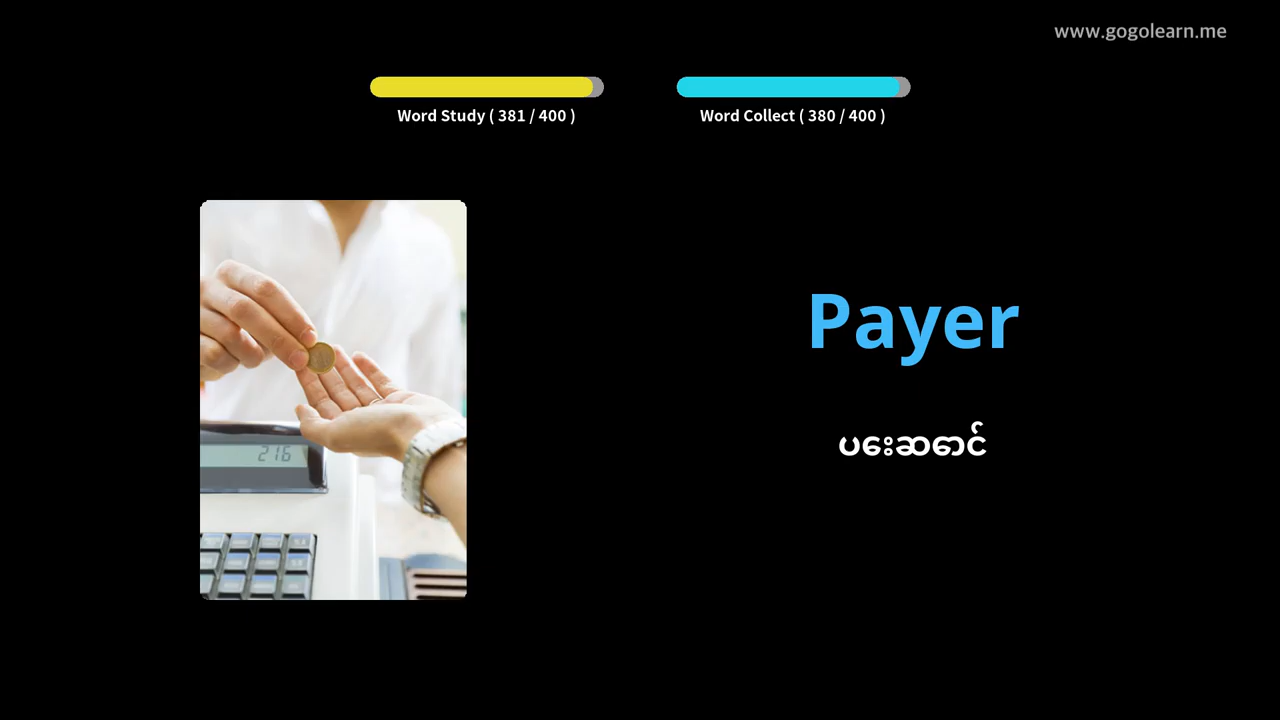 www.gogolearn.me
Word Study ( 381 / 400 )
Word Collect ( 380 / 400 )
216
Payer
ပေးဆောင်